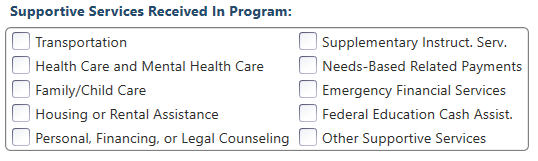 Supportive Services Received In Program:
Transportation
Health Care and Mental Health Care
Family/Child Care
Housing or Rental Assistance
Personal, Financing, or Legal Counseling
Supplementary Instruct. Serv.
Needs-Based Related Payments
Emergency Financial Services
Federal Education Cash Assist.
Other Supportive Services